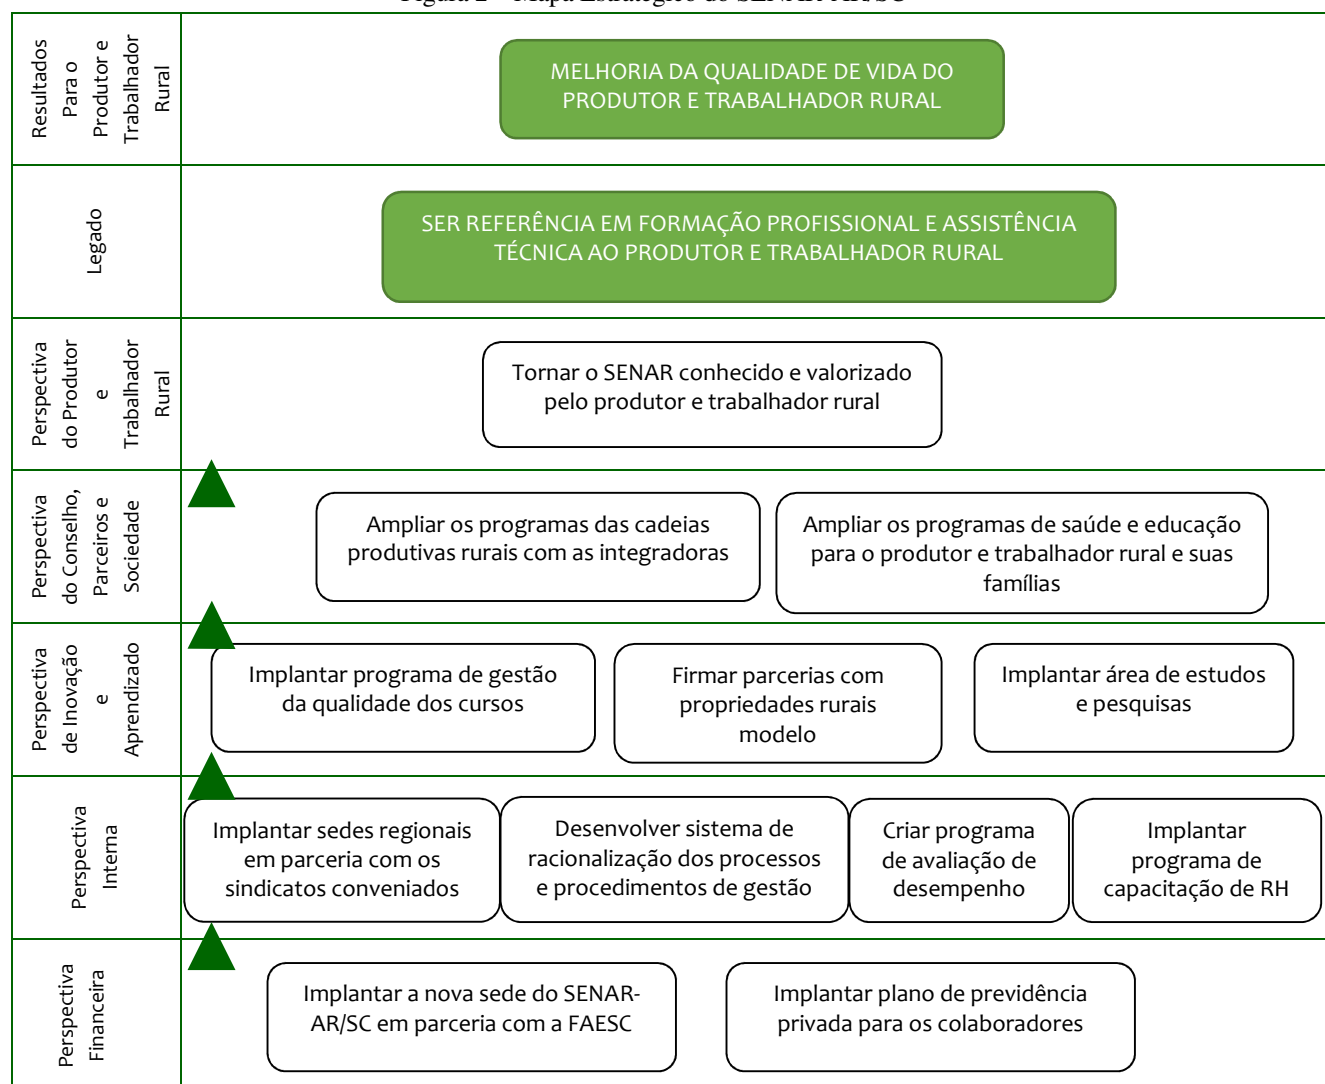 Resultados
Para o
Produtor e
Trabalhador
Rural
MELHORIA DA QUALIDADE DE VIDA DO
PRODUTOR E TRABALHADOR RURAL
Legado
SER REFERÊNCIA EM FORMAÇÃO PROFISSIONAL E ASSISTÊNCIA
TÉCNICA AO PRODUTOR E TRABALHADOR RURAL
Perspectiva
do Produtor
e
Trabalhador
Rural
Tornar o SENAR conhecido e valorizado
pelo produtor e trabalhador rural
Perspectiva
do Conselho,
Parceiros e
Sociedade
Ampliar os programas das cadeias
produtivas rurais com as integradoras
Ampliar os programas de saúde e educação
para o produtor e trabalhador rural e suas
famílias
Perspectiva
de Inovação
e
Aprendizado
Implantar programa de gestão
da qualidade dos cursos
Firmar parcerias com
propriedades rurais
modelo
Implantar área de estudos
e pesquisas
Perspectiva
Interna
Implantar sedes regionais
em parceria com os
sindicatos conveniados
Desenvolver sistema de
racionalização dos processos
e procedimentos de gestão
Criar programa
de avaliação de
desempenho
Implantar
programa de
capacitação de RH
Perspectiva
Financeira
Implantar a nova sede do SENAR-
AR/SC em parceria com a FAESC
Implantar plano de previdência
privada para os colaboradores